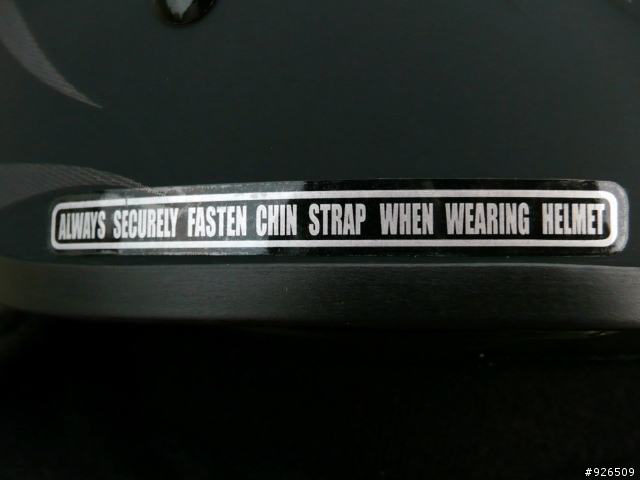 ALWAYS SECURELY FASTEN CHIN STRAP WHEN WEARING HELMET
#926509